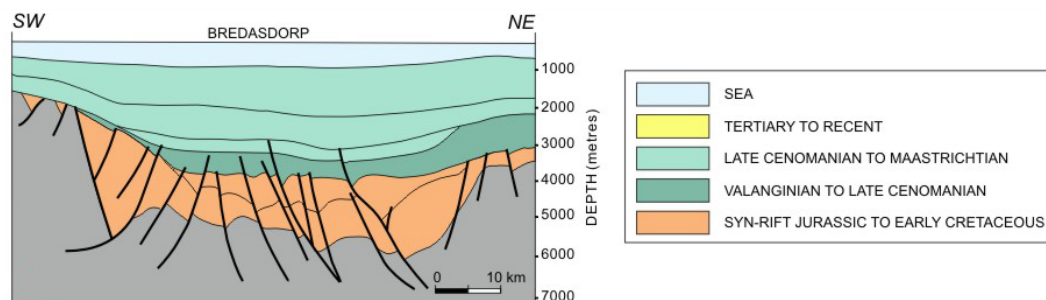 SW
NE
BREDASDORP
1000
2000
3000
4000
5000
6000
7000
DEPTH (metres)
0 10 km
SEA
TERTIARY TO RECENT
LATE CENOMANIAN TO MAASTRICHTIAN
VALANGINIAN TO LATE CENOMANIAN
SYN-RIFT JURASSIC TO EARLY CRETACEOUS